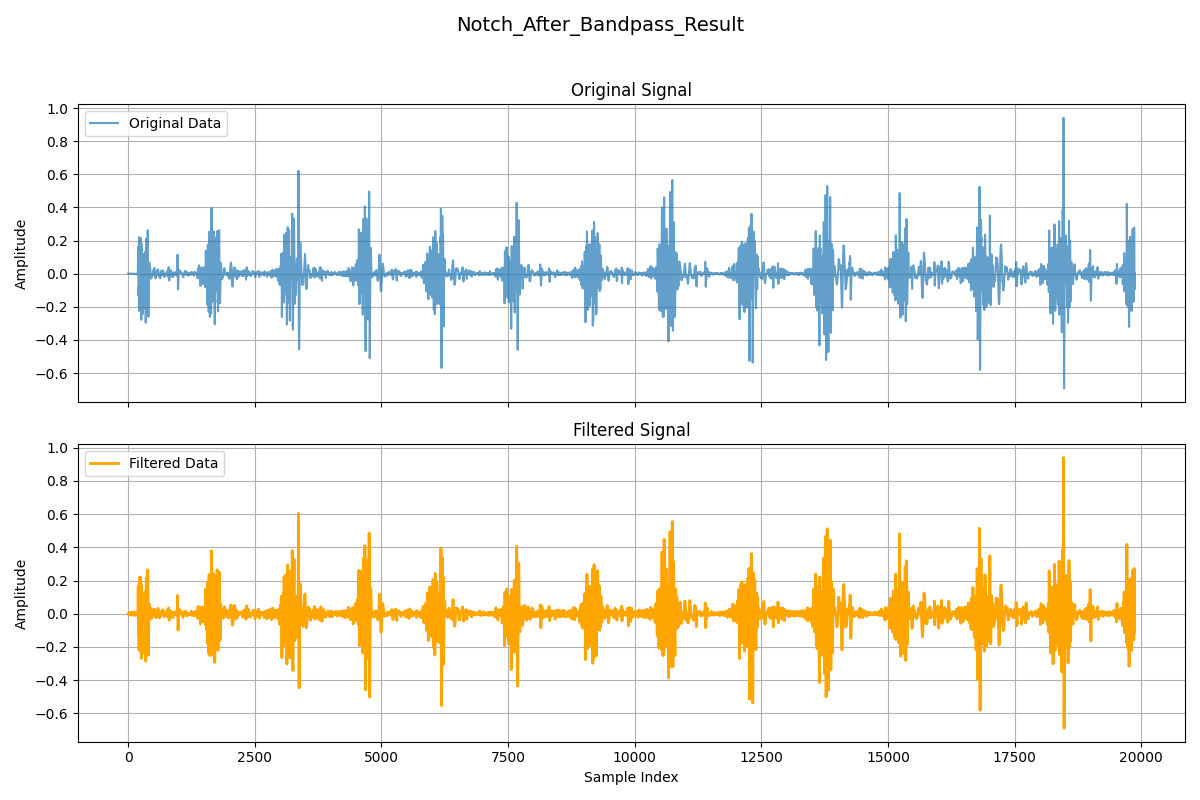 Notch_After_Bandpass_Result
Original Signal
Original Data
Amplitude
1.0
0.8
0.6
0.4
0.2
0.0
−0.2
−0.4
−0.6
Filtered Signal
Filtered Data
Amplitude
1.0
0.8
0.6
0.4
0.2
0.0
−0.2
−0.4
−0.6
0 2500 5000 7500 10000 12500 15000 17500 20000
Sample Index